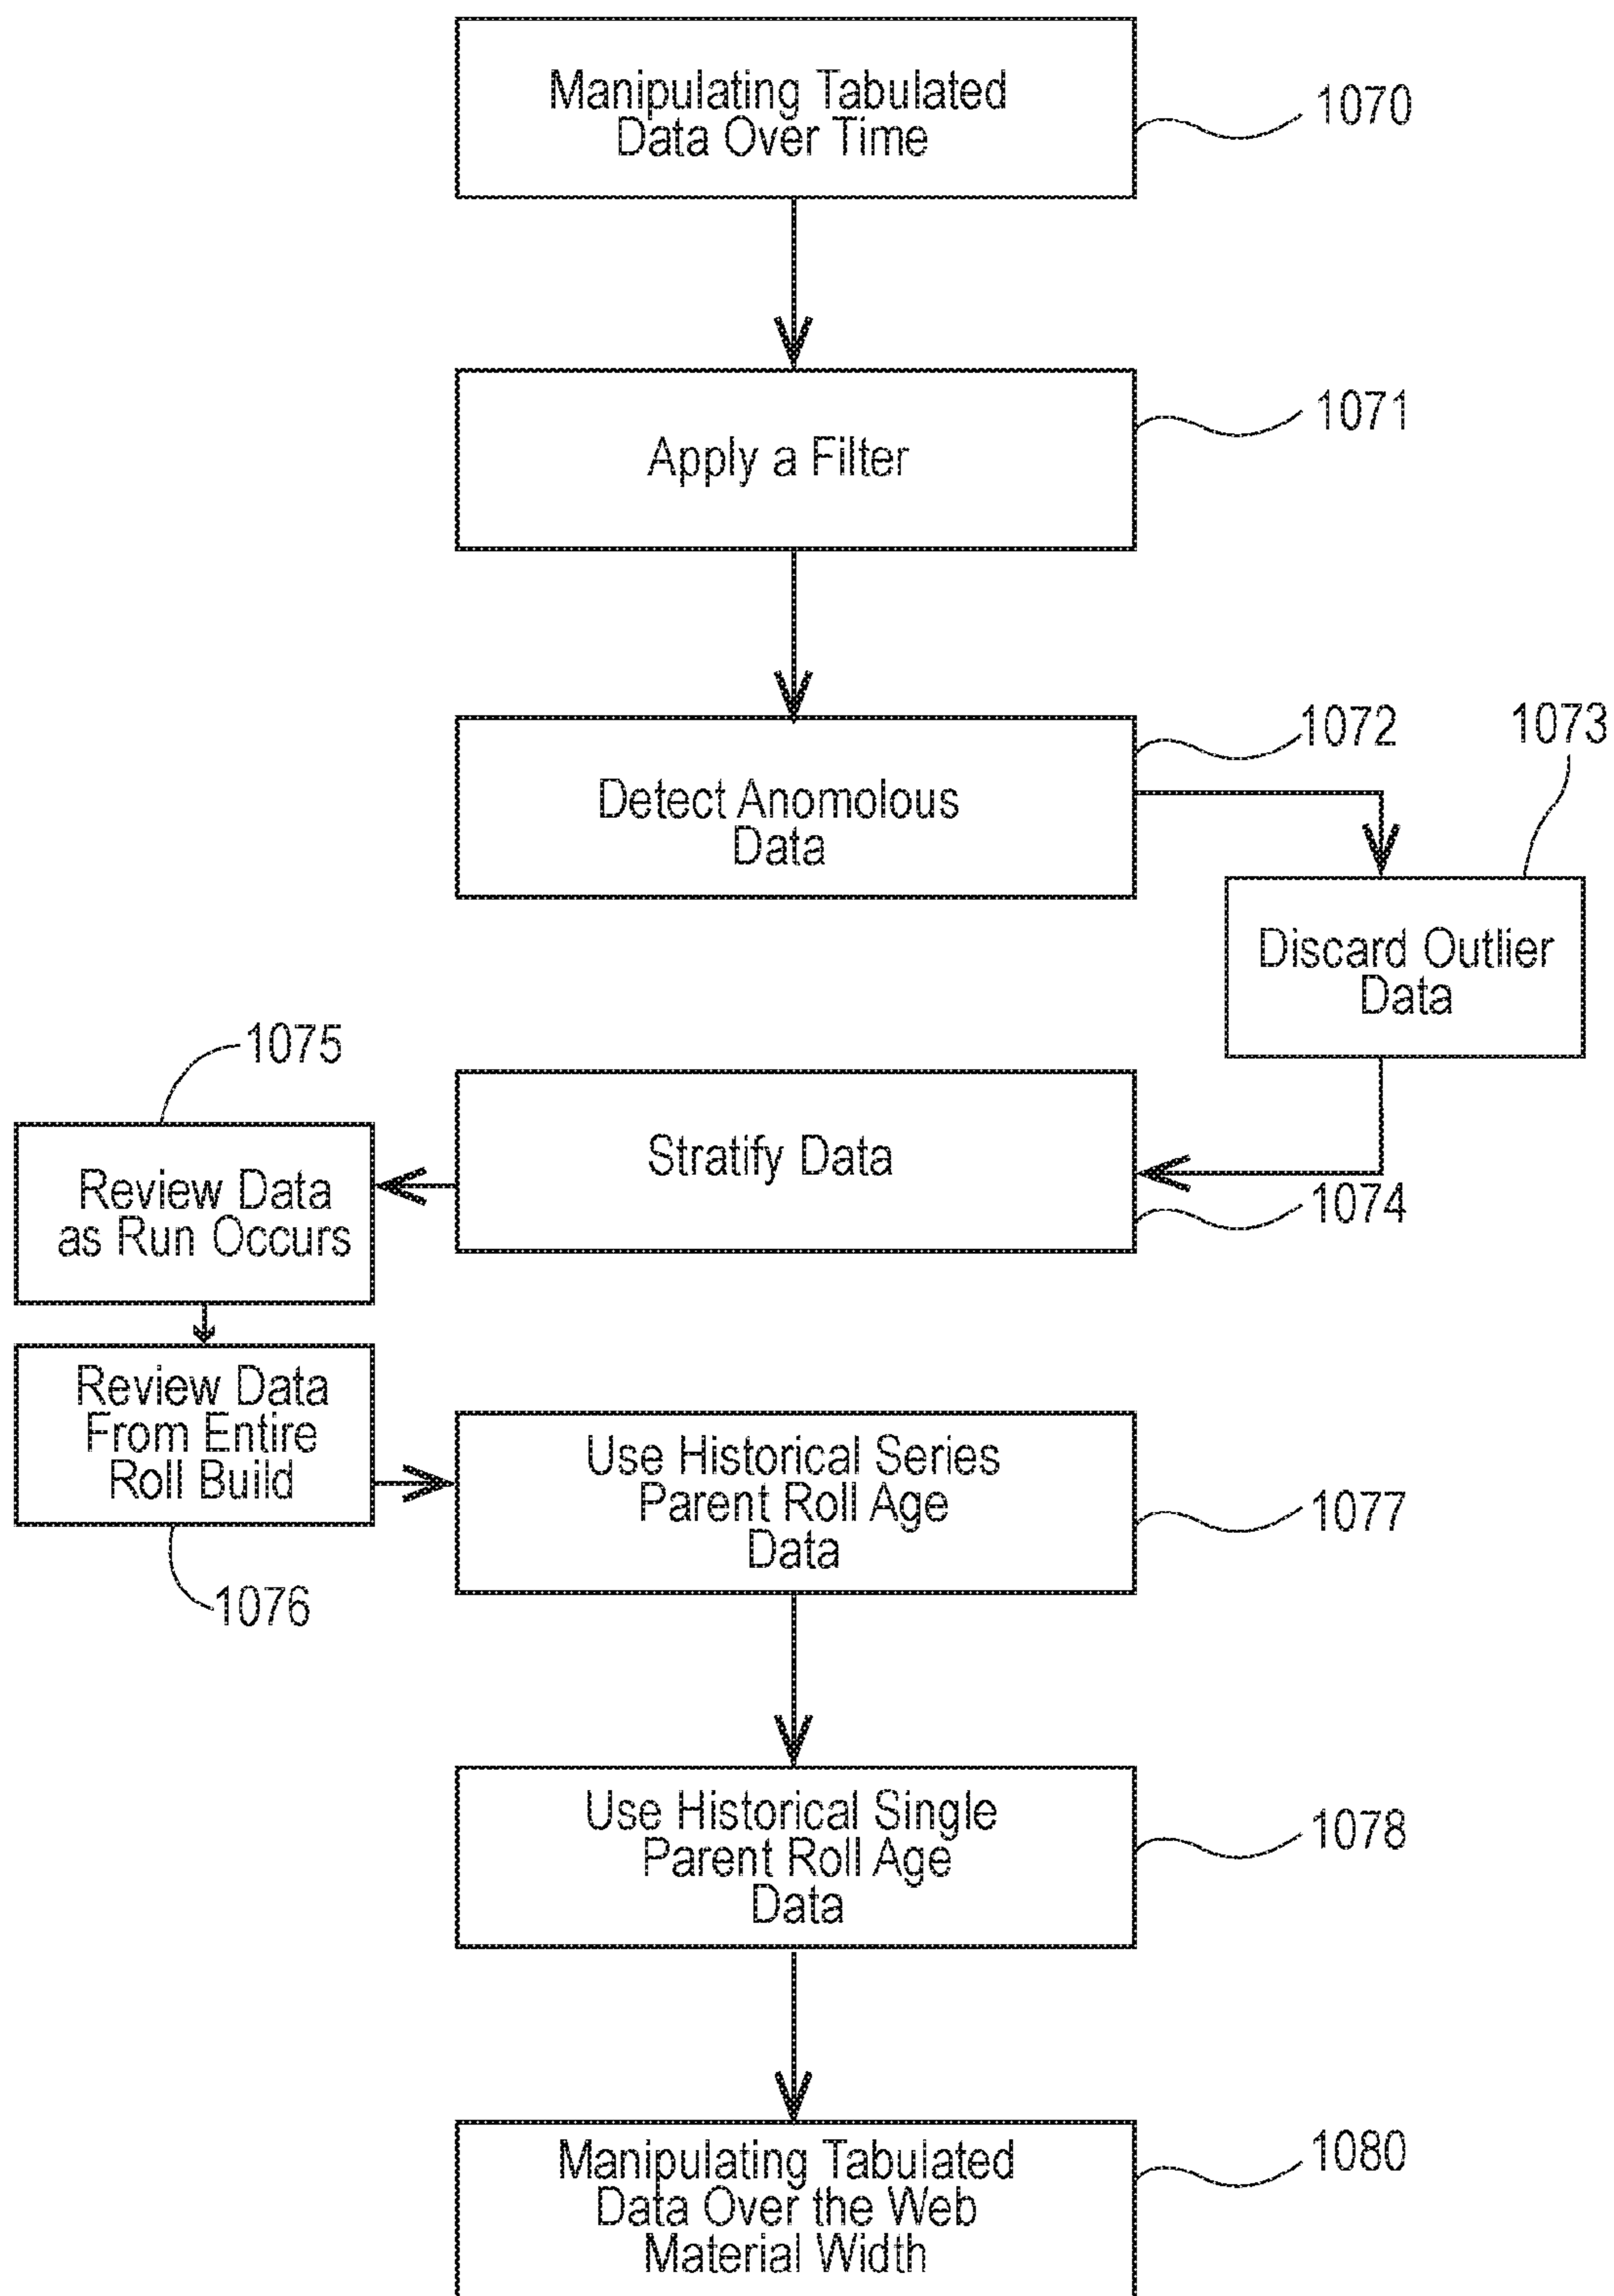 Manipulating Tabulated
Data Over Time
1070
Apply a Filter
1071
Detect Anomolous
Data
1072
1073
Discard Outlier
Data
Stratify Data
1074
1075
Review Data
as Run Occurs
Review Data
From Entire
Roll Build
1076
Use Historical Series
Parent Roll Age
Data
1077
Use Historical Single
Parent Roll Age
Data
1078
Manipulating Tabulated
Data Over the Web
Material Width
1080